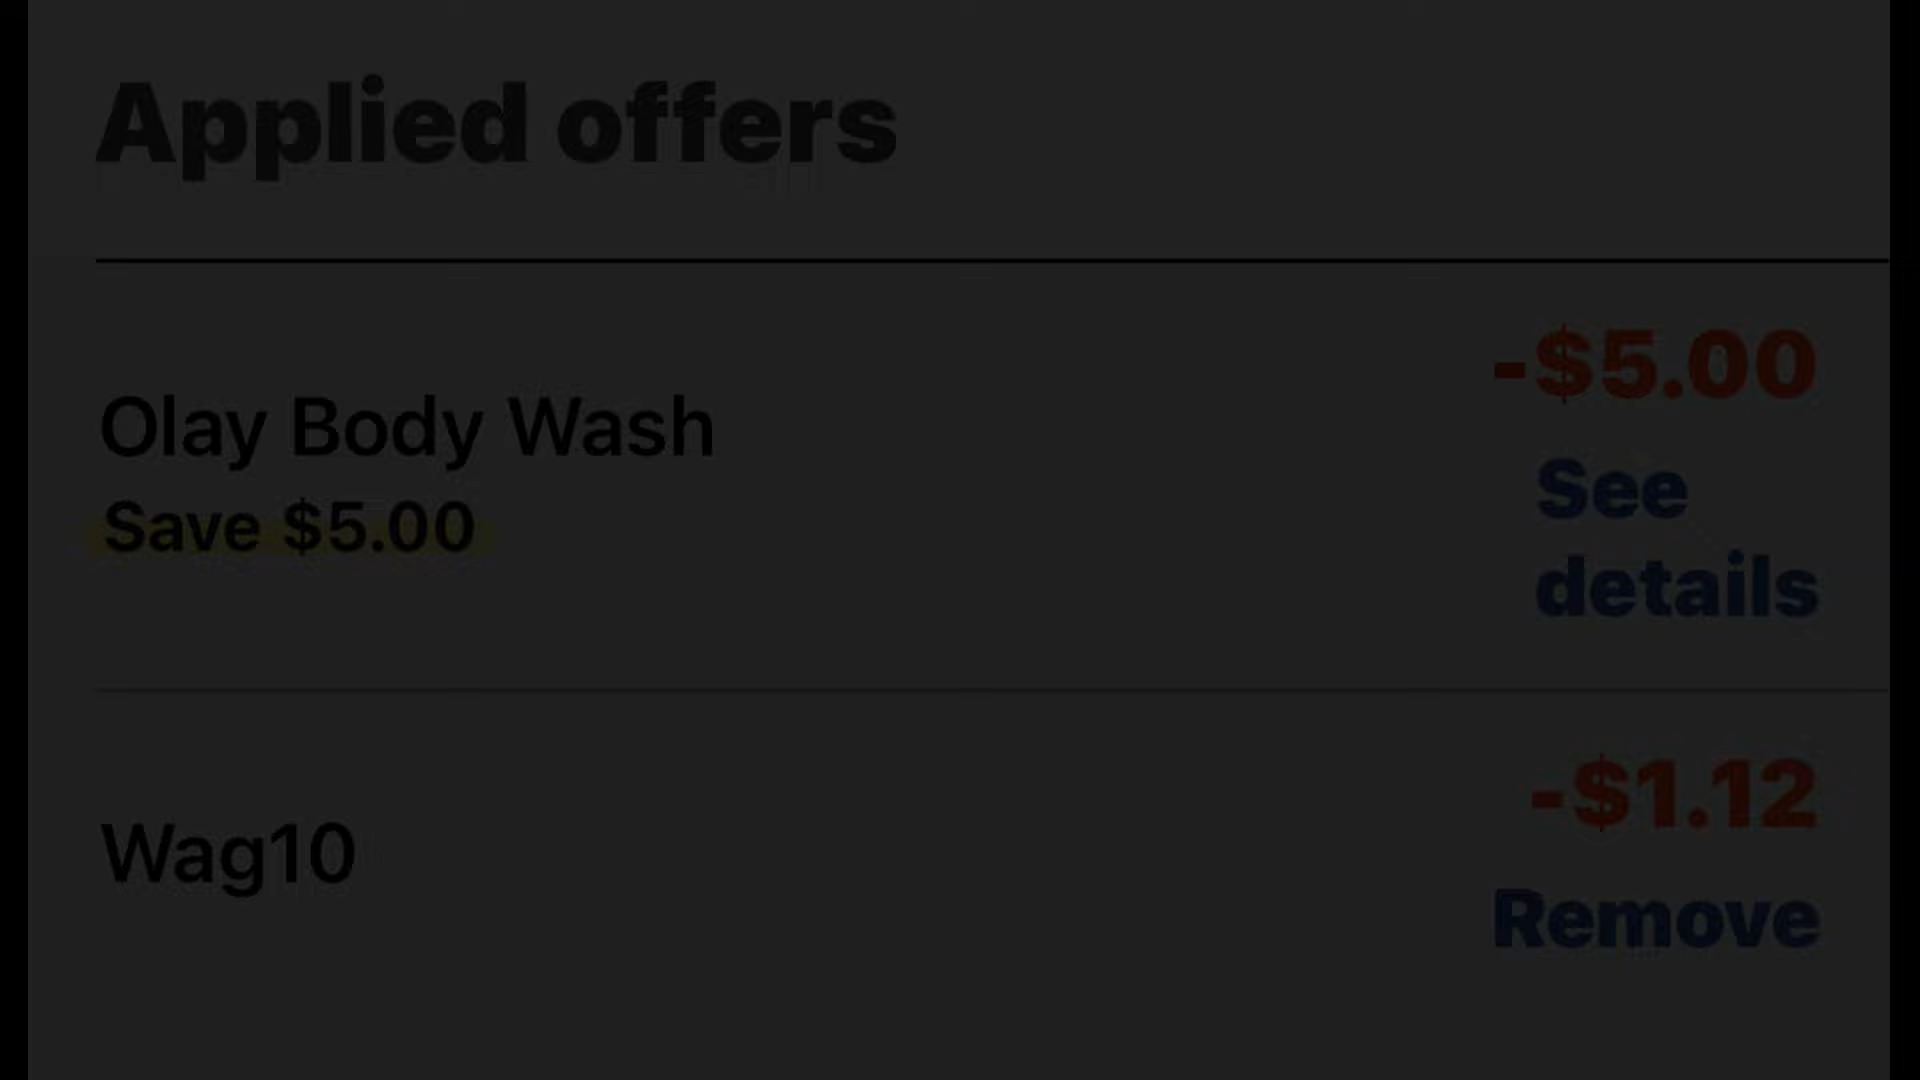 Applied offers
-$5.00
Olay Body Wash
See
Save $5.00
details
-$1.12
Wag10
Remove